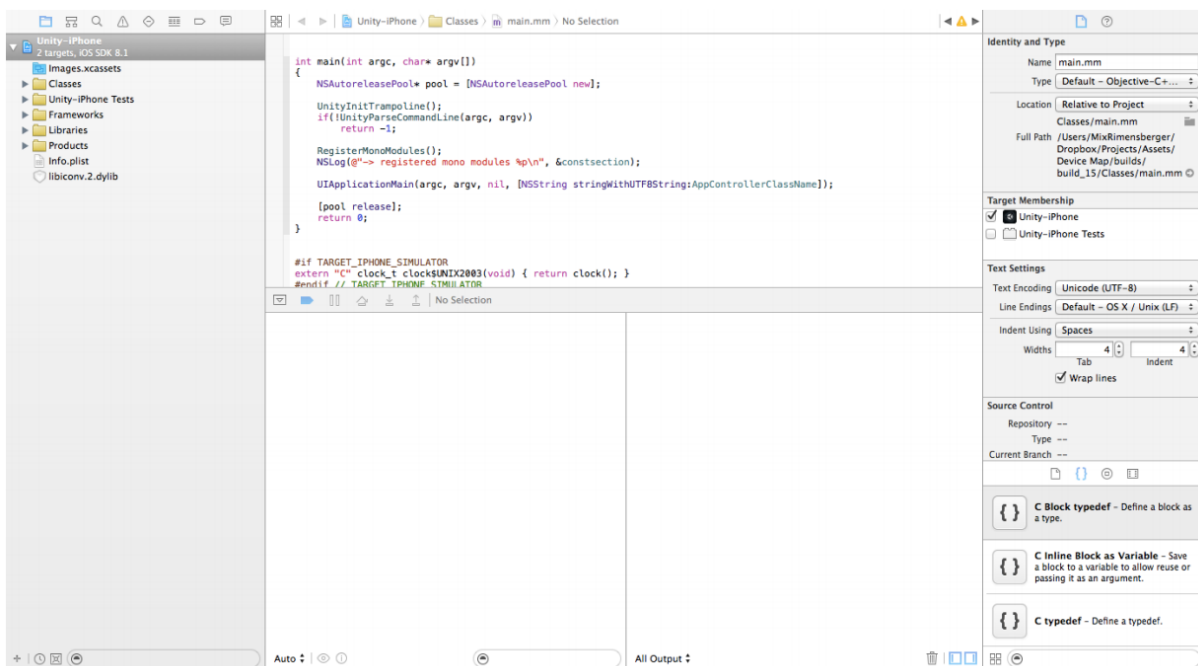 Unity-iPhone
2 targets, iOS SDK 8.1
Images.xcassets
Classes
Unity-iPhone Tests
Frameworks
Libraries
Products
Info.plist
libiconv.2.dylib
Unity-iPhone
Classes
m main.mm
No Selection
int main(int argc, char* argv[])
{
NSAutoreleasePool* pool = [NSAutoreleasePool new];
UnityInitTrampoline();
if(!UnityParseCommandLine(argc, argv))
return -1;
RegisterMonoModules();
NSLog(@"-> registered mono modules %p\n", &constsection);
UIApplicationMain(argc, argv, nil, [NSString stringWithUTF8String:AppControllerClassName]);
[pool release];
return 0;
}
#if TARGET_IPHONE_SIMULATOR
extern "C" clock_t clock$UNIX2003(void) { return clock(); }
#endif // TARGET_IPHONE_SIMULATOR
No Selection
Auto
All Output
Identity and Type
Name main.mm
Type Default - Objective-C+...
Location Relative to Project
Classes/main.mm
Full Path /Users/MixRimensberger/
Dropbox/Projects/Assets/
Device Map/builds/
build_15/Classes/main.mm
Target Membership
Unity-iPhone
Unity-iPhone Tests
Text Settings
Text Encoding Unicode (UTF-8)
Line Endings Default - OS X / Unix (LF)
Indent Using Spaces
Widths 4 4
Tab Indent
Wrap lines
Source Control
Repository --
Type --
Current Branch --
{ } C Block typedef - Define a block as
a type.
{ } C Inline Block as Variable - Save
a block to a variable to allow reuse or
passing it as an argument.
{ } C typedef - Define a typedef.